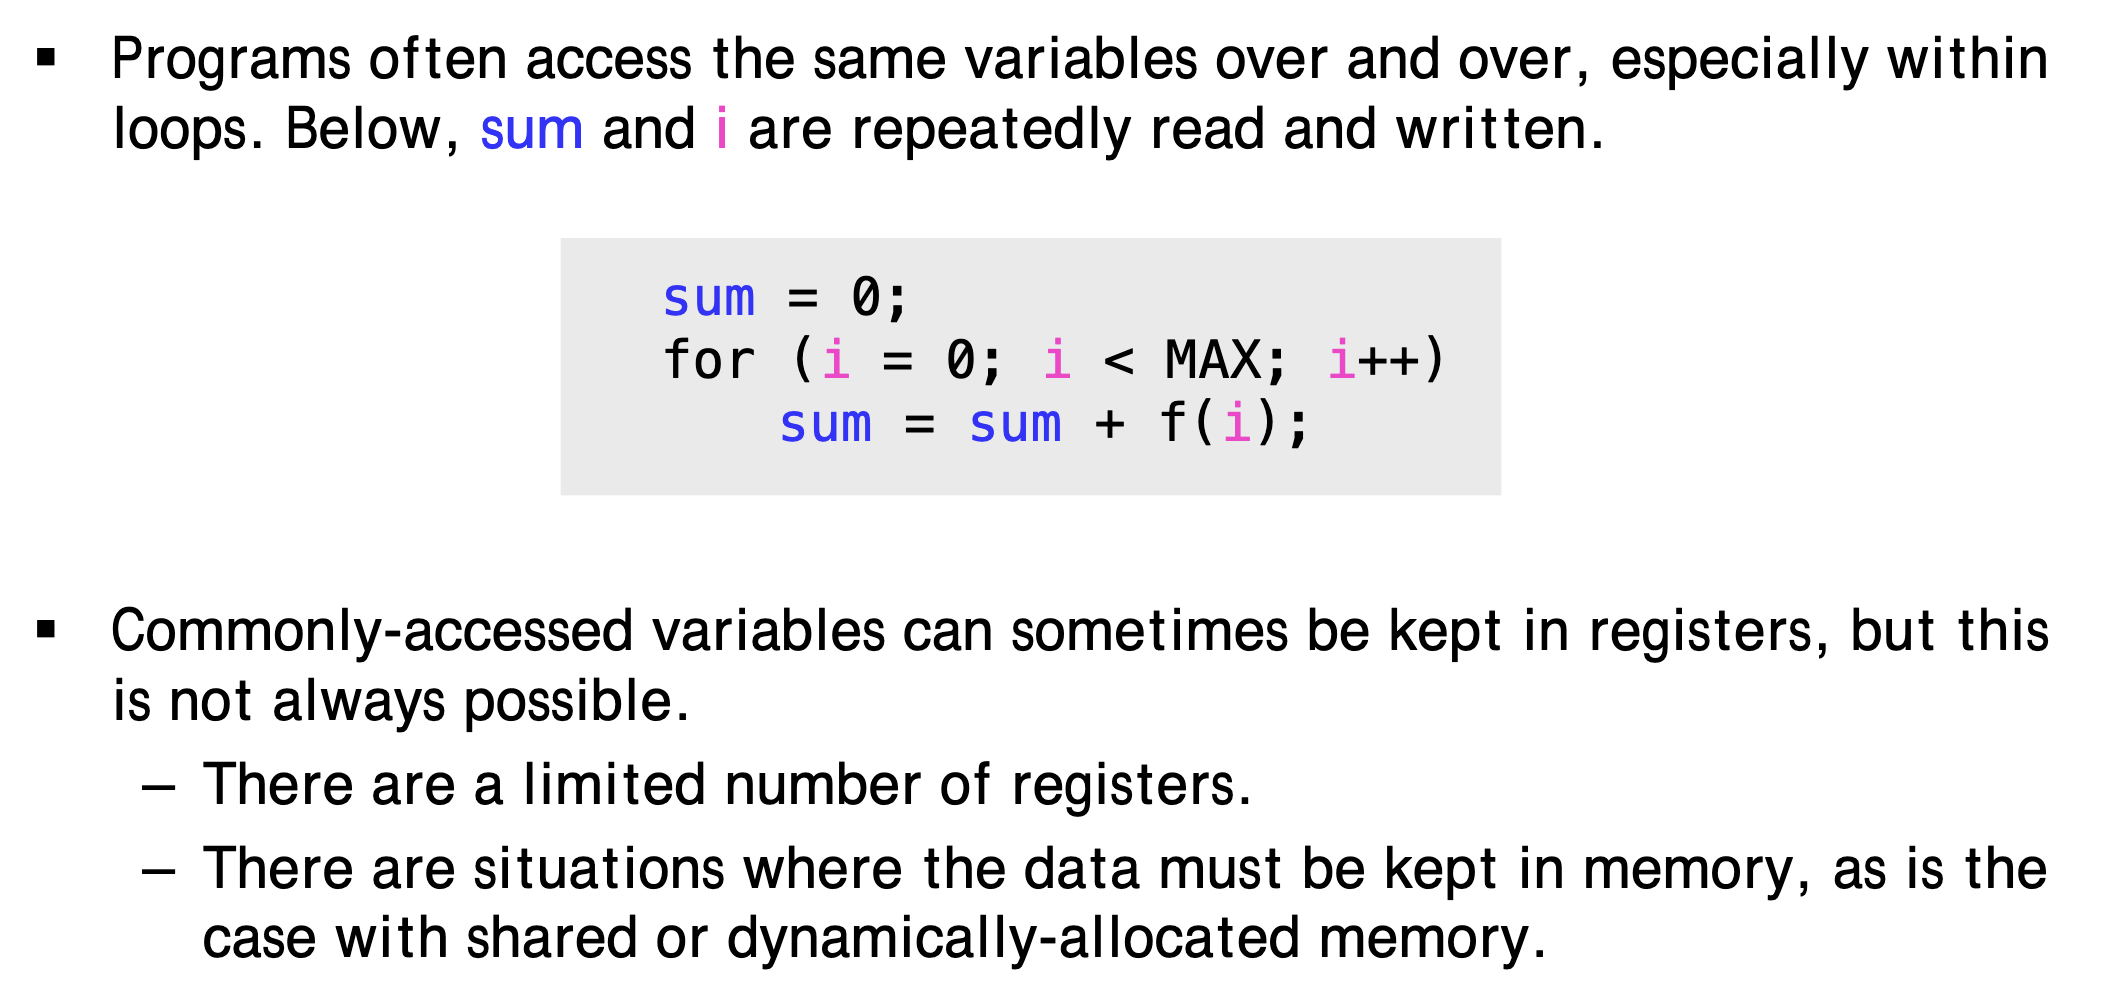 ▪ Programs often access the same variables over and over, especially within
loops. Below, sum and i are repeatedly read and written.
sum = 0;
for (i = 0; i < MAX; i++)
    sum = sum + f(i);
▪ Commonly-accessed variables can sometimes be kept in registers, but this
is not always possible.
– There are a limited number of registers.
– There are situations where the data must be kept in memory, as is the
case with shared or dynamically-allocated memory.